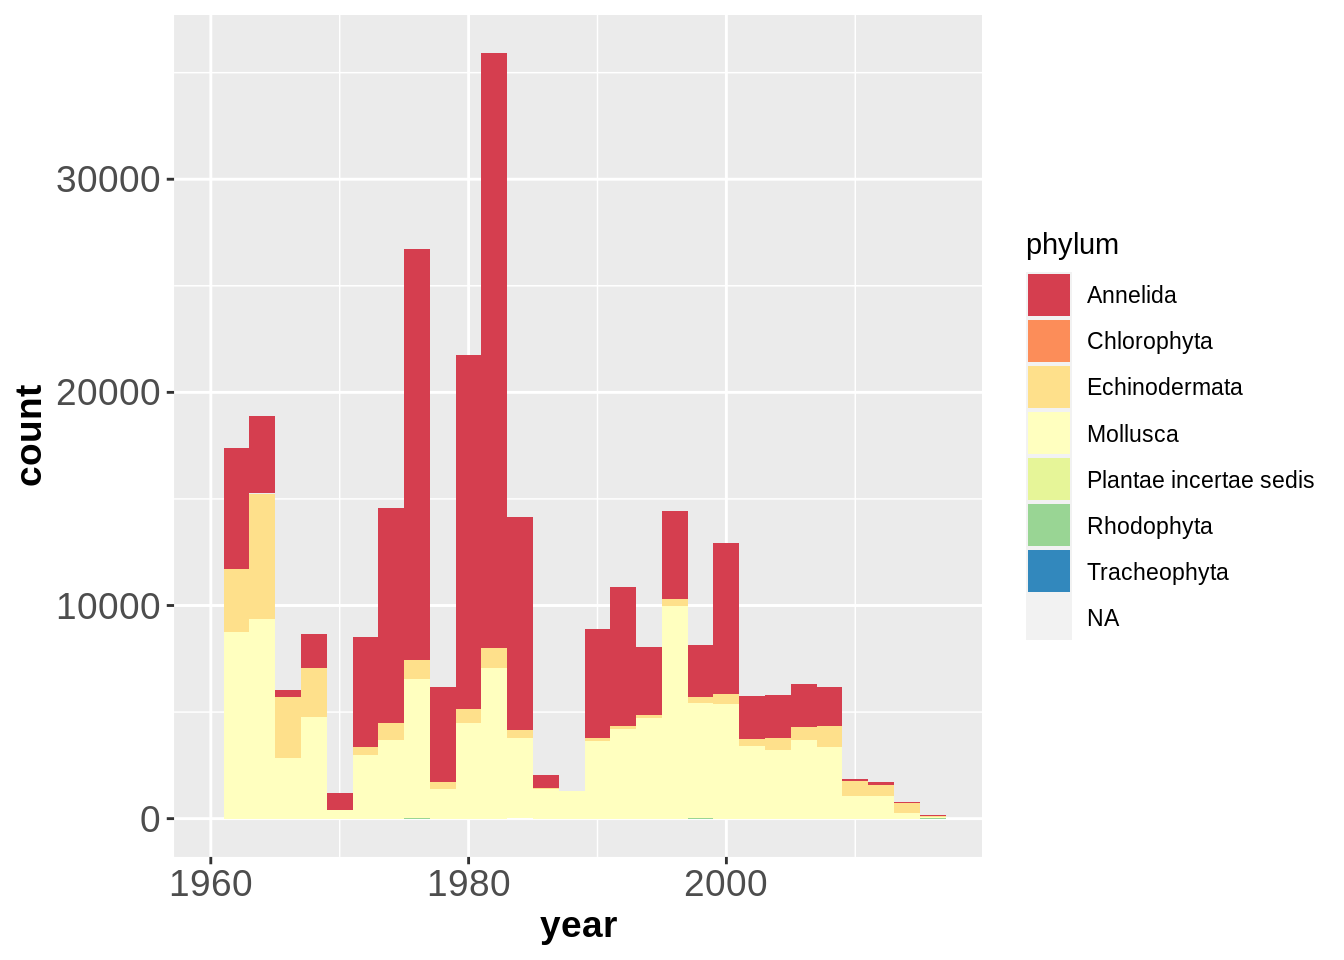 30000
20000
10000
0
count
1960
1980
2000
year
phylum
Annelida
Chlorophyta
Echinodermata
Mollusca
Plantae incertae sedis
Rhodophyta
Tracheophyta
NA